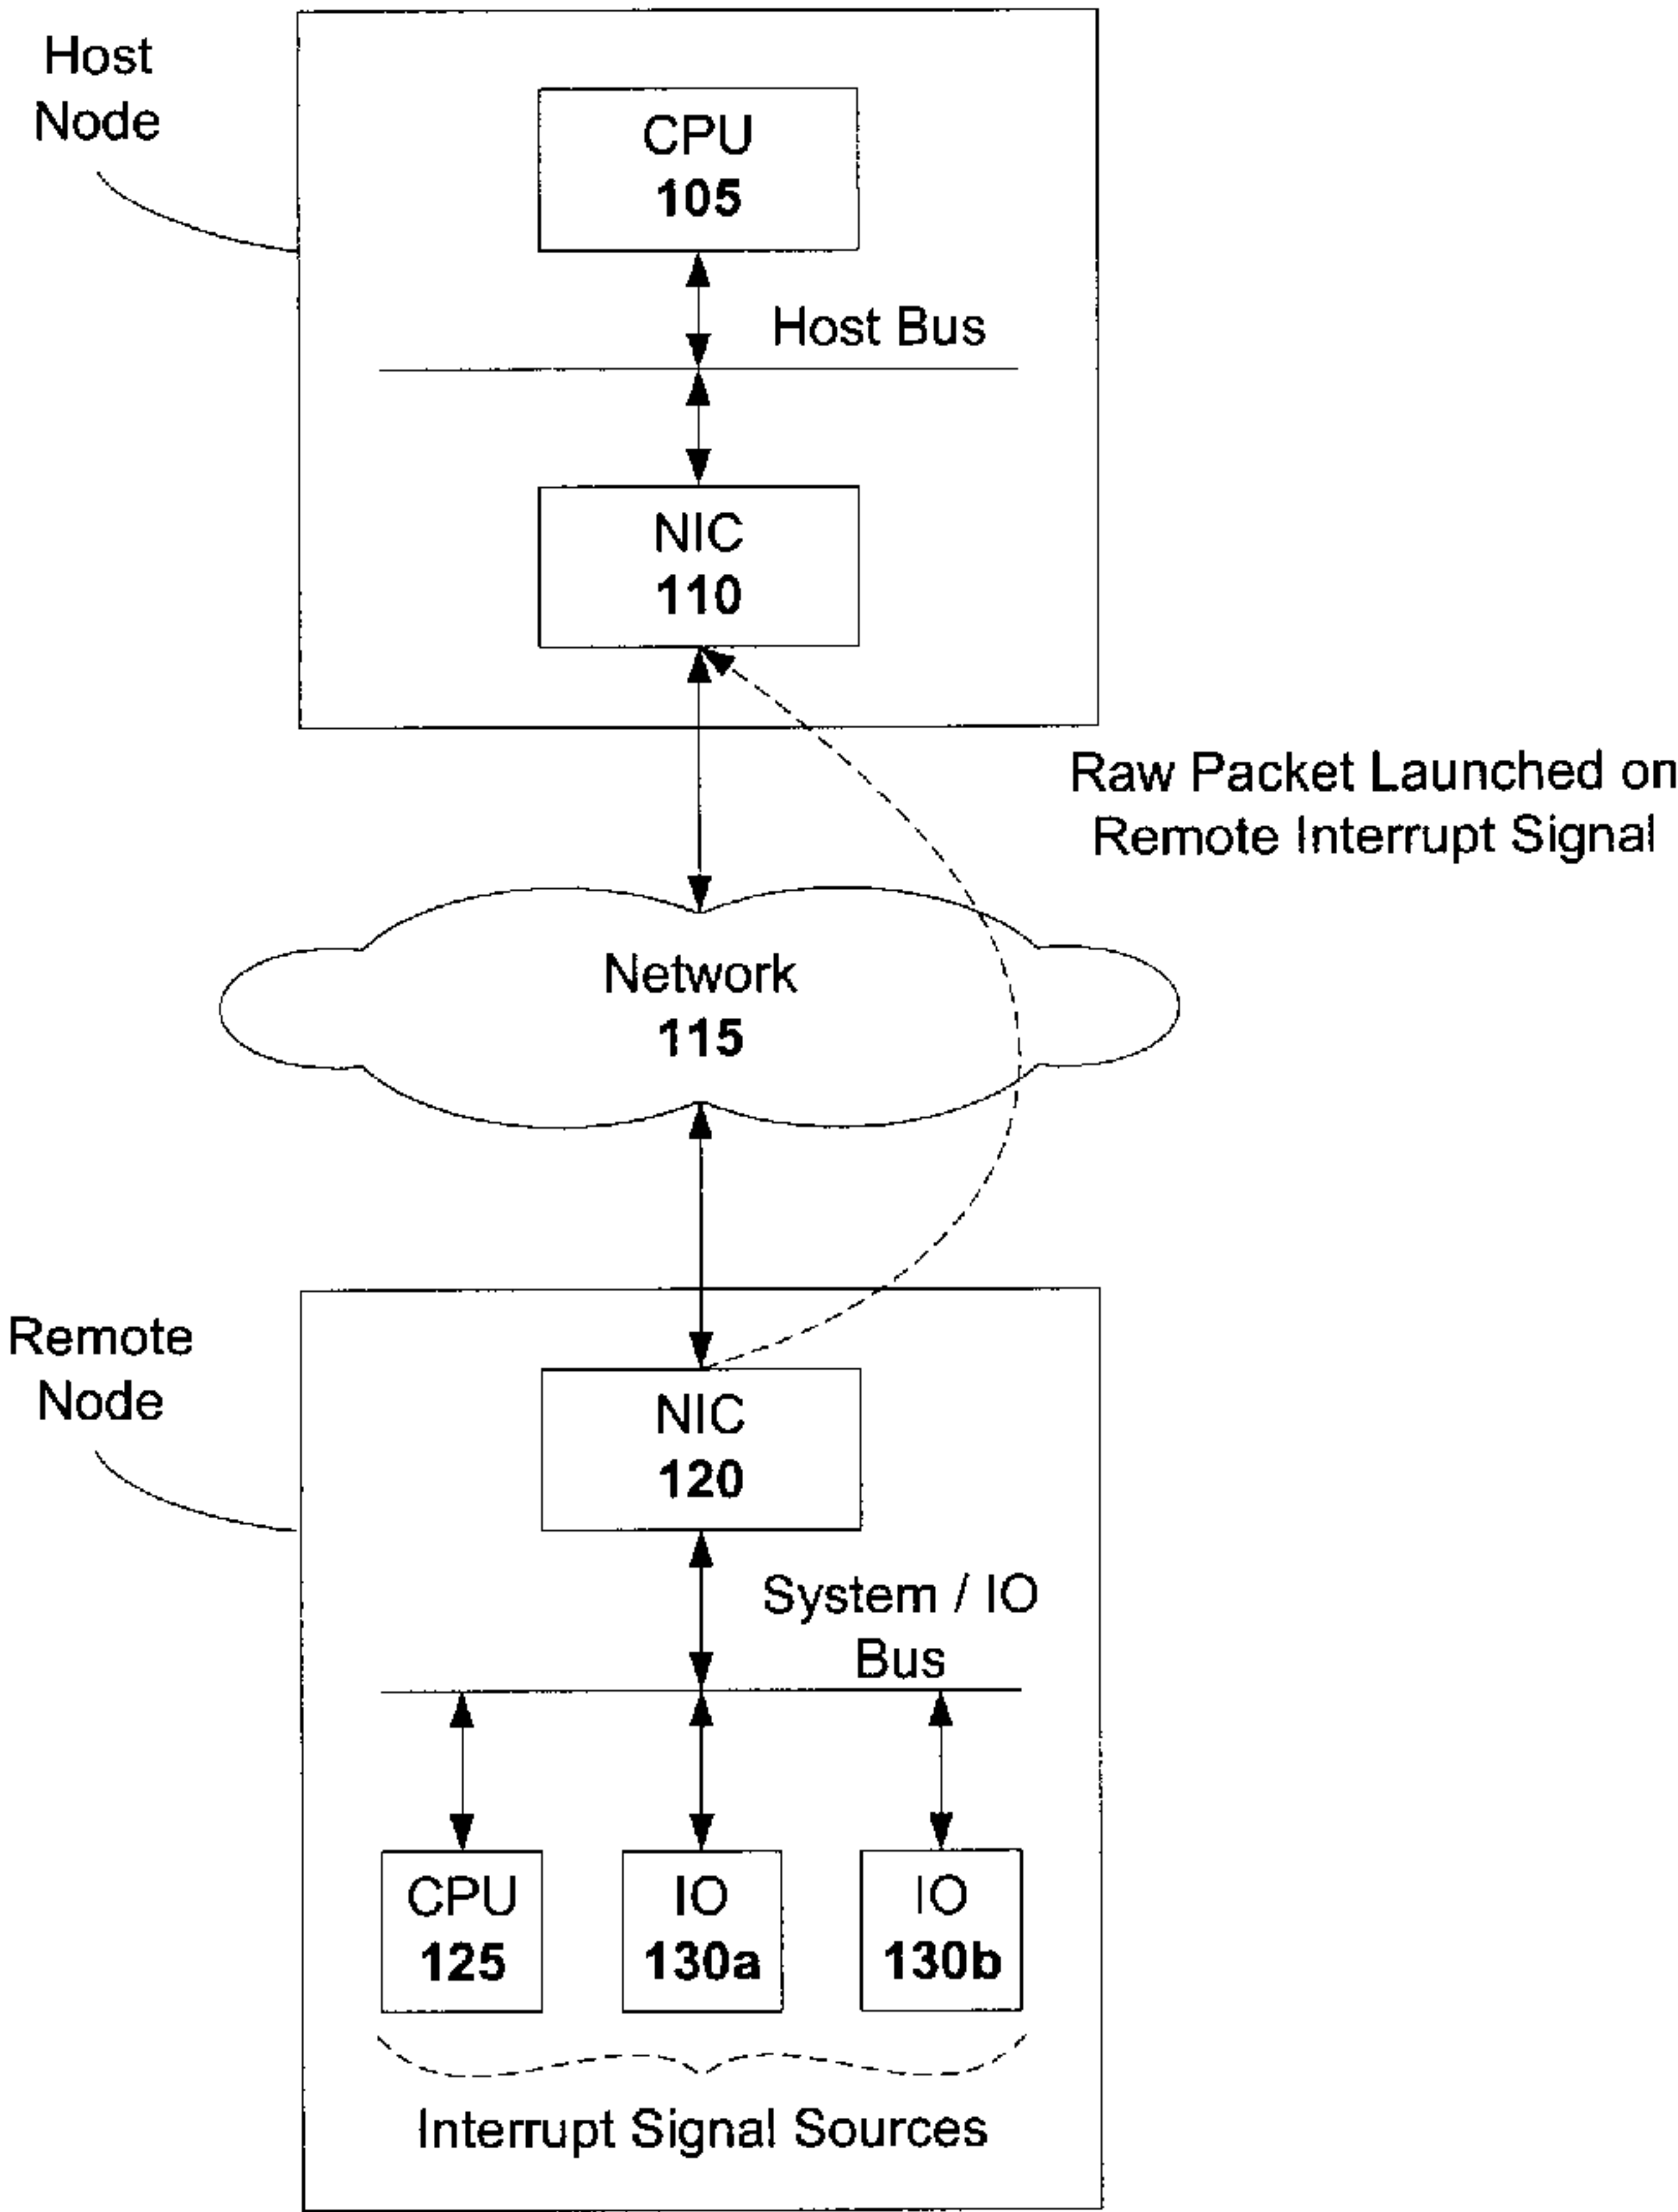 Host
Node
CPU
105
Host Bus
NIC
110
Raw Packet Launched on
Remote Interrupt Signal
Network
115
Remote
Node
NIC
120
System / IO
Bus
CPU
125
IO
130a
IO
130b
Interrupt Signal Sources